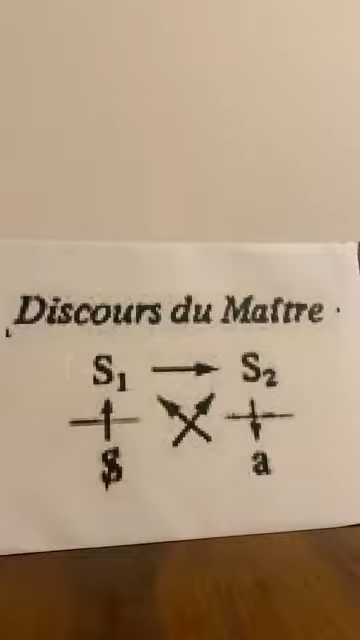 Discours du Maître
S₁ → S₂
$ a